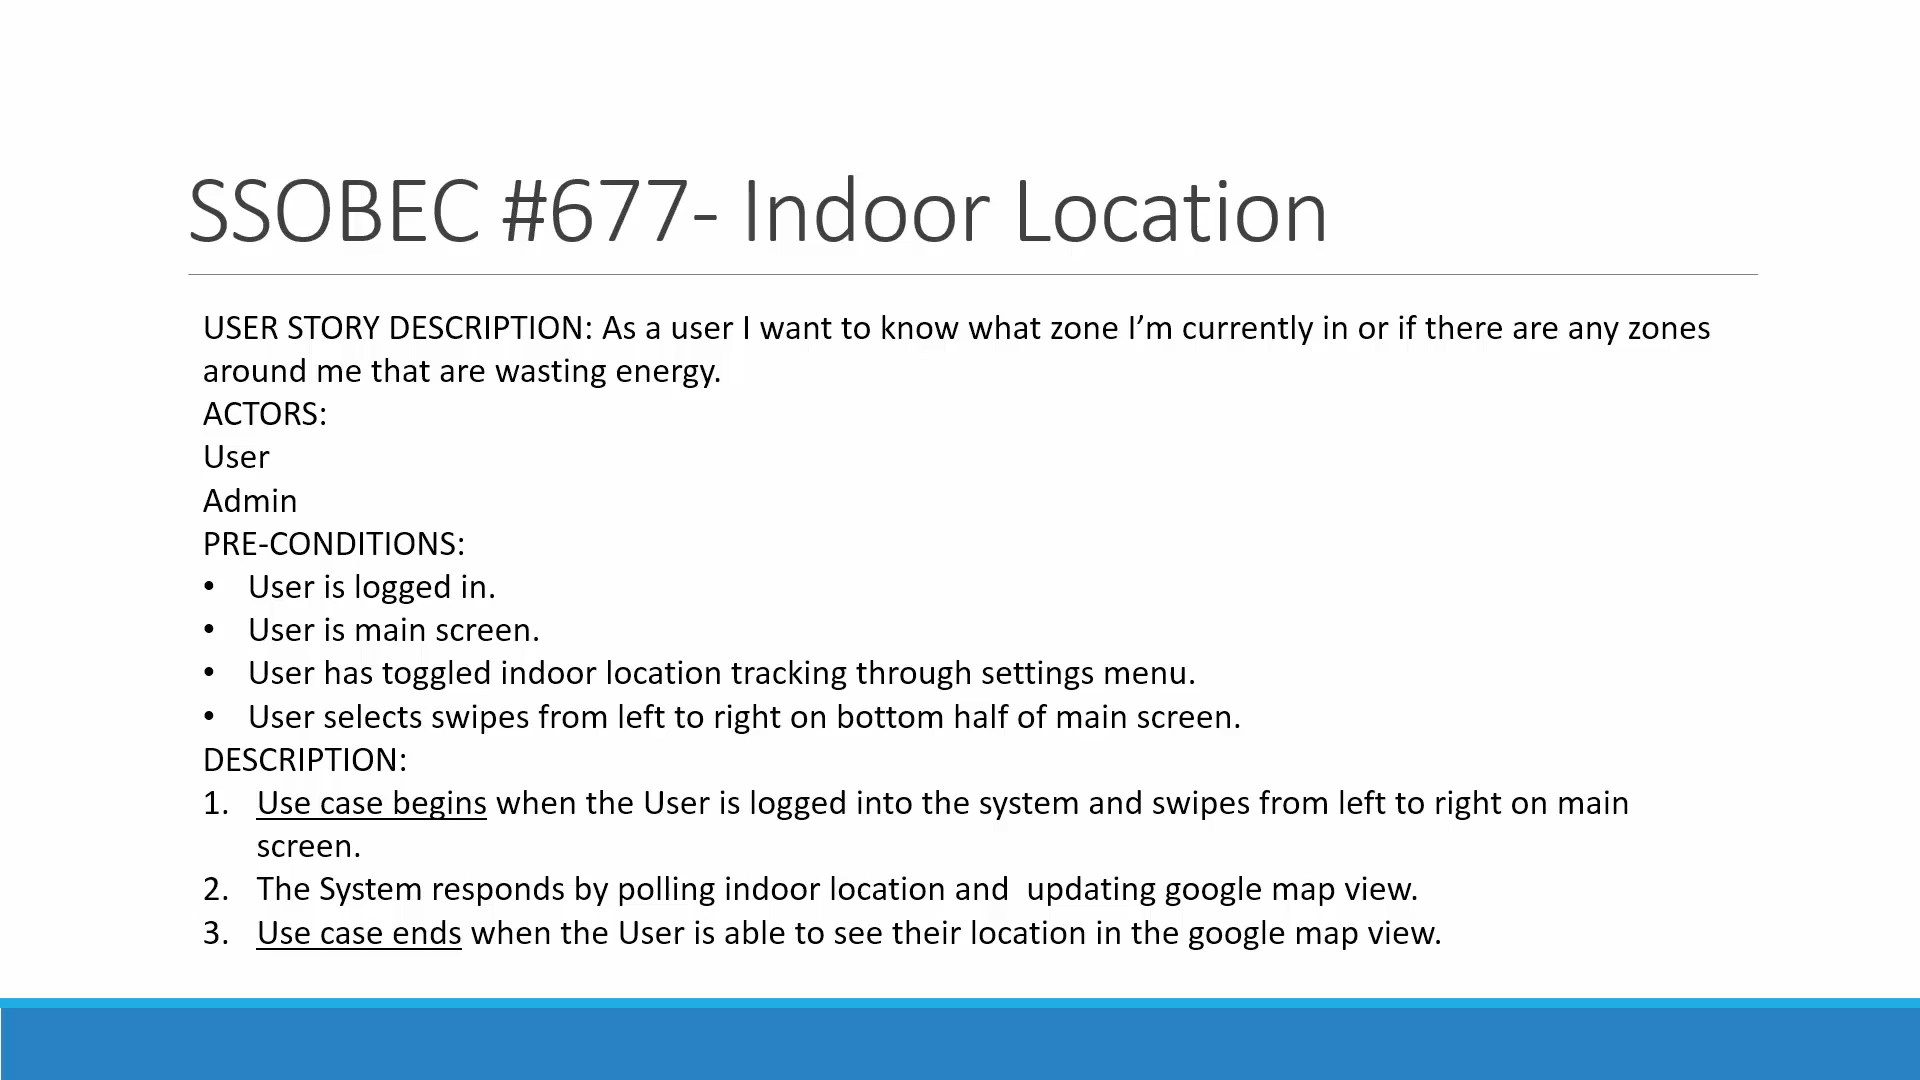 SSOBEC #677- Indoor Location
USER STORY DESCRIPTION: As a user I want to know what zone I’m currently in or if there are any zones
around me that are wasting energy.
ACTORS:
User
Admin
PRE-CONDITIONS:
• User is logged in.
• User is main screen.
• User has toggled indoor location tracking through settings menu.
• User selects swipes from left to right on bottom half of main screen.
DESCRIPTION:
1. Use case begins when the User is logged into the system and swipes from left to right on main
screen.
2. The System responds by polling indoor location and  updating google map view.
3. Use case ends when the User is able to see their location in the google map view.